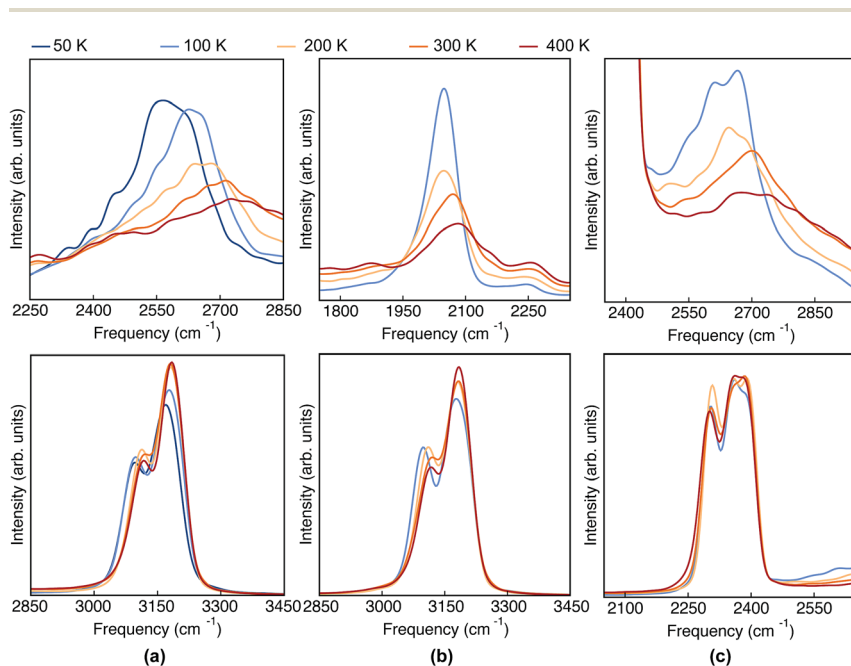 50 K 100 K 200 K 300 K 400 K
Intensity (arb. units)
2250 2400 2550 2700 2850
Frequency (cm⁻¹)
Intensity (arb. units)
1800 1950 2100 2250
Frequency (cm⁻¹)
Intensity (arb. units)
2400 2550 2700 2850
Frequency (cm⁻¹)
Intensity (arb. units)
2850 3000 3150 3300 3450
Frequency (cm⁻¹)
Intensity (arb. units)
2850 3000 3150 3300 3450
Frequency (cm⁻¹)
Intensity (arb. units)
2100 2250 2400 2550
Frequency (cm⁻¹)
(a) (b) (c)